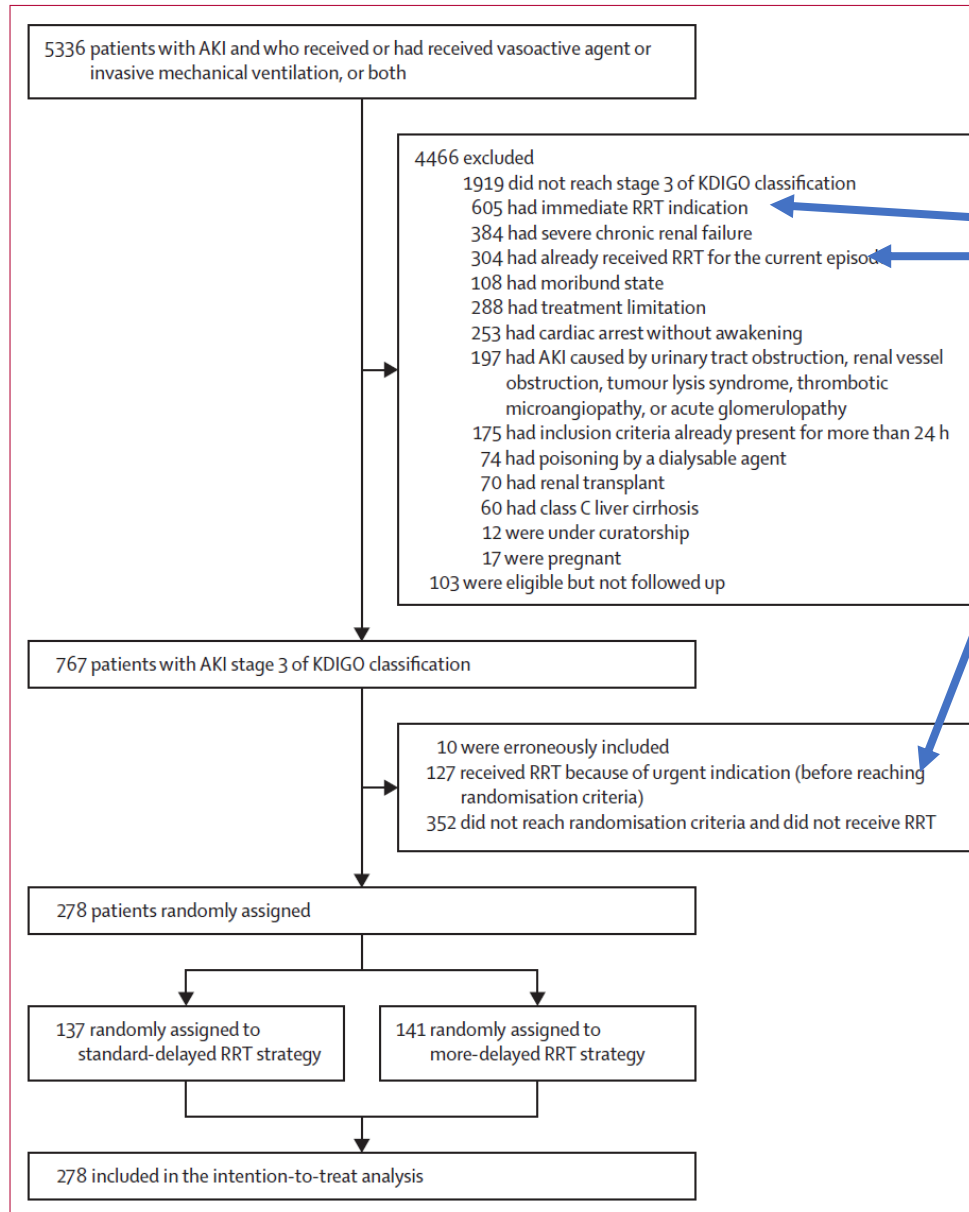 5336 patients with AKI and who received or had received vasoactive agent or
invasive mechanical ventilation, or both
4466 excluded
1919 did not reach stage 3 of KDIGO classification
605 had immediate RRT indication
384 had severe chronic renal failure
304 had already received RRT for the current episod
108 had moribund state
288 had treatment limitation
253 had cardiac arrest without awakening
197 had AKI caused by urinary tract obstruction, renal vessel
obstruction, tumour lysis syndrome, thrombotic
microangiopathy, or acute glomerulopathy
175 had inclusion criteria already present for more than 24 h
74 had poisoning by a dialysable agent
70 had renal transplant
60 had class C liver cirrhosis
12 were under curatorship
17 were pregnant
103 were eligible but not followed up
767 patients with AKI stage 3 of KDIGO classification
10 were erroneously included
127 received RRT because of urgent indication (before reaching
randomisation criteria)
352 did not reach randomisation criteria and did not receive RRT
278 patients randomly assigned
137 randomly assigned to
standard-delayed RRT strategy
141 randomly assigned to
more-delayed RRT strategy
278 included in the intention-to-treat analysis